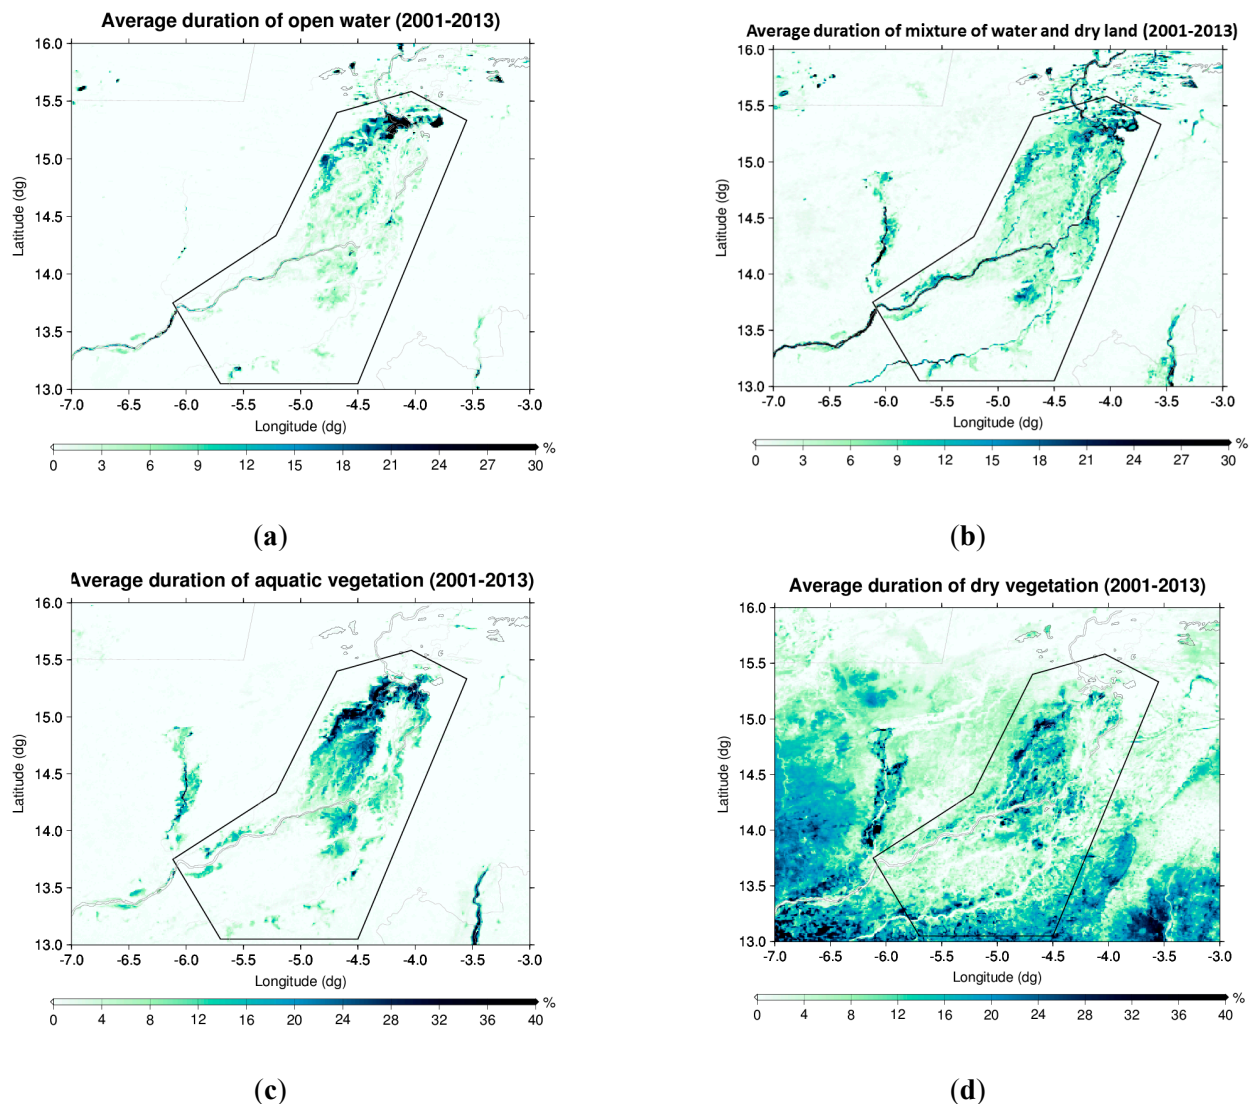 Average duration of open water (2001-2013)
16.0
15.5
15.0
14.5
14.0
13.5
13.0
Latitude (dg)
-7.0 -6.5 -6.0 -5.5 -5.0 -4.5 -4.0 -3.5 -3.0
Longitude (dg)
0 3 6 9 12 15 18 21 24 27 30 %
(a)
Average duration of mixture of water and dry land (2001-2013)
16.0
15.5
15.0
14.5
14.0
13.5
13.0
Latitude (dg)
-7.0 -6.5 -6.0 -5.5 -5.0 -4.5 -4.0 -3.5 -3.0
Longitude (dg)
0 3 6 9 12 15 18 21 24 27 30 %
(b)
Average duration of aquatic vegetation (2001-2013)
16.0
15.5
15.0
14.5
14.0
13.5
13.0
Latitude (dg)
-7.0 -6.5 -6.0 -5.5 -5.0 -4.5 -4.0 -3.5 -3.0
Longitude (dg)
0 4 8 12 16 20 24 28 32 36 40 %
(c)
Average duration of dry vegetation (2001-2013)
16.0
15.5
15.0
14.5
14.0
13.5
13.0
Latitude (dg)
-7.0 -6.5 -6.0 -5.5 -5.0 -4.5 -4.0 -3.5 -3.0
Longitude (dg)
0 4 8 12 16 20 24 28 32 36 40 %
(d)